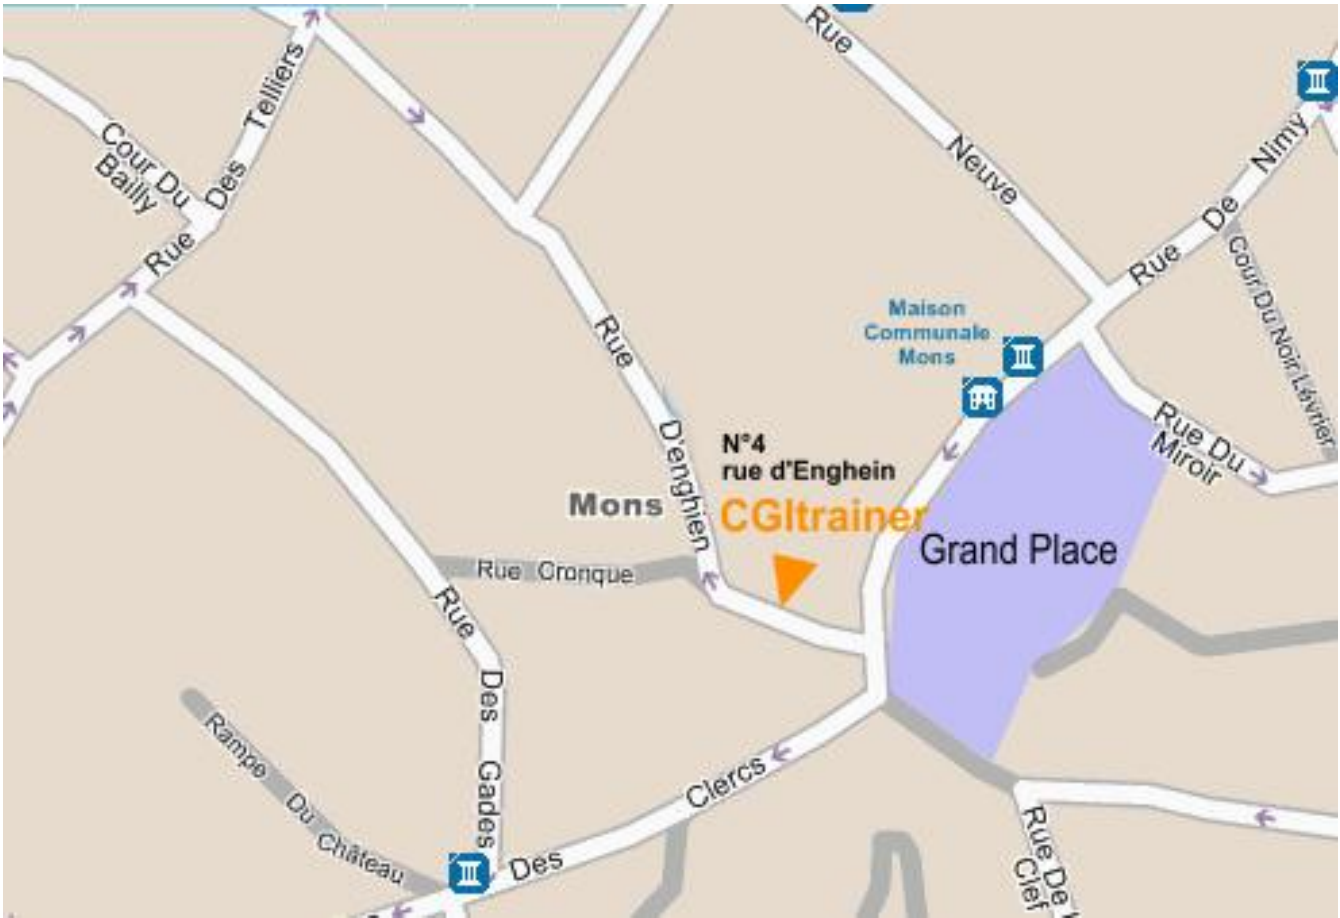 Rue
Neuve
Rue Des Telliers
Cour Du
Bailly
Rue De Nimy
Cour Du Noir Lévrier
Maison
Communale
Mons
Rue Du
Miroir
Rue D'enghien
N°4
rue d'Enghein
CGItrainer
Mons
Grand Place
Rue Cronque
Rue Des Gades
Rampe Du Château
Des Clercs
Rue De
Clef